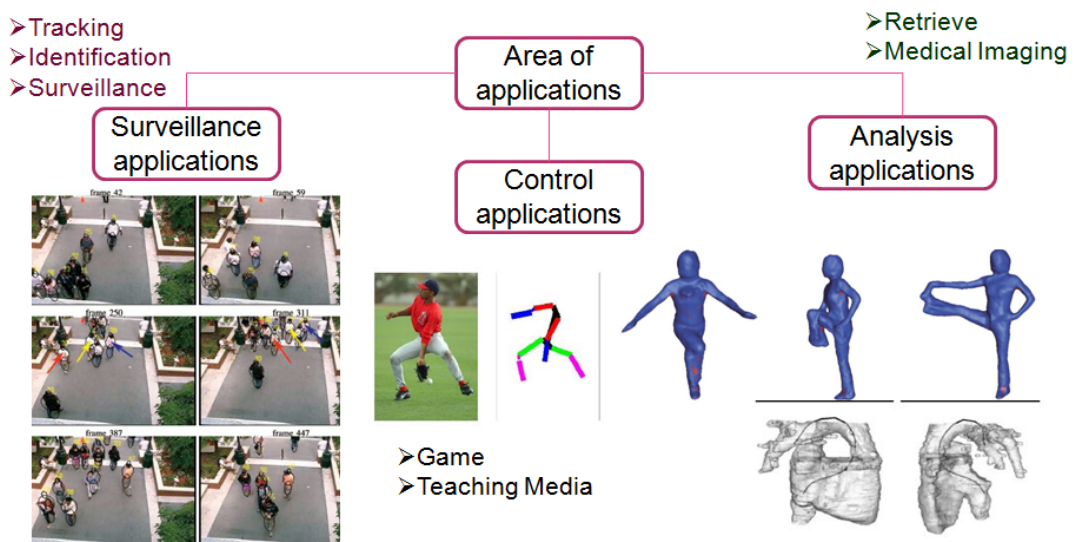 ➢Tracking
➢Identification
➢Surveillance
Area of
applications
➢Retrieve
➢Medical Imaging
Surveillance
applications
Control
applications
Analysis
applications
frame 42
frame 59
frame 250
frame 311
frame 387
frame 447
➢Game
➢Teaching Media